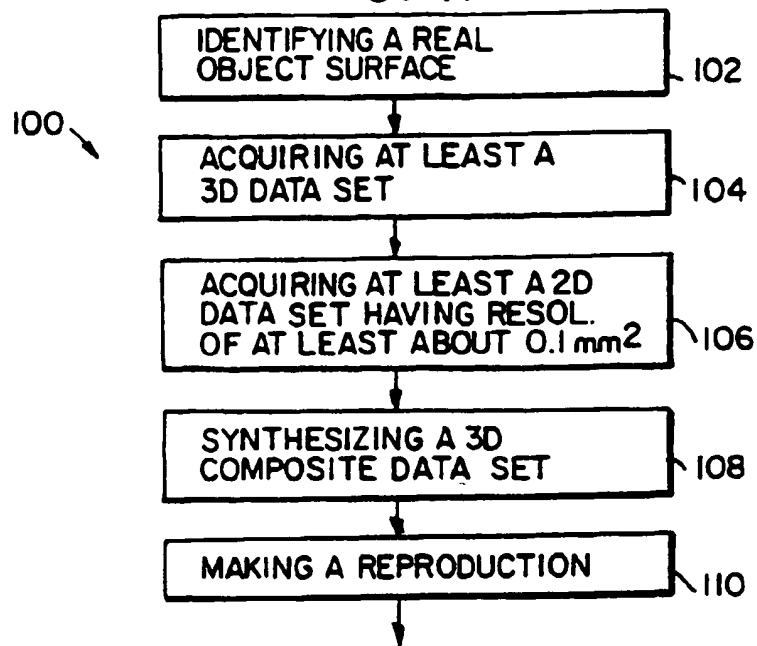 IDENTIFYING A REAL
OBJECT SURFACE
102
100
ACQUIRING AT LEAST A
3D DATA SET
104
ACQUIRING AT LEAST A 2D
DATA SET HAVING RESOL.
OF AT LEAST ABOUT 0.1 mm2
106
SYNTHESIZING A 3D
COMPOSITE DATA SET
108
MAKING A REPRODUCTION
110